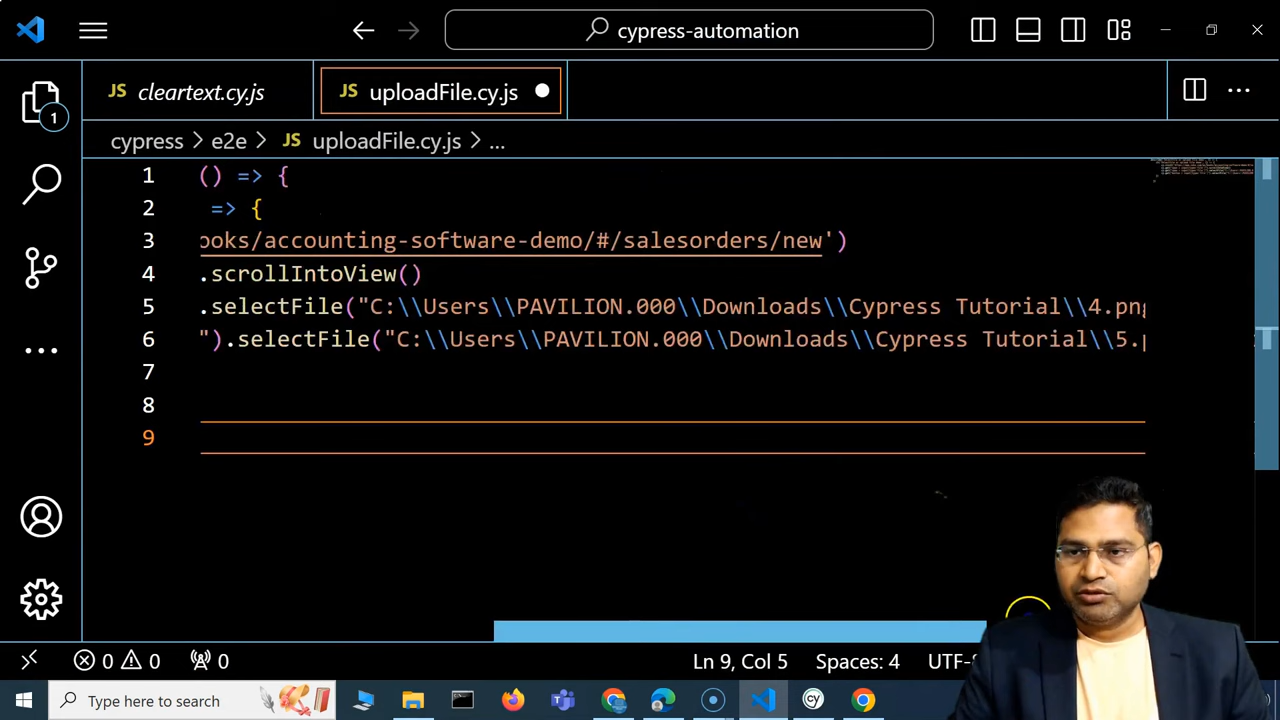 cypress-automation
JS cleartext.cy.js
JS uploadFile.cy.js
1
cypress > e2e > JS uploadFile.cy.js > ...
1 () => {
2 => {
3 ooks/accounting-software-demo/#/salesorders/new')
4 .scrollIntoView()
5 .selectFile("C:\\Users\\PAVILION.000\\Downloads\\Cypress Tutorial\\4.png
6 ").selectFile("C:\\Users\\PAVILION.000\\Downloads\\Cypress Tutorial\\5.p
7
8
9
0 0 0 Ln 9, Col 5 Spaces: 4 UTF-8
Type here to search